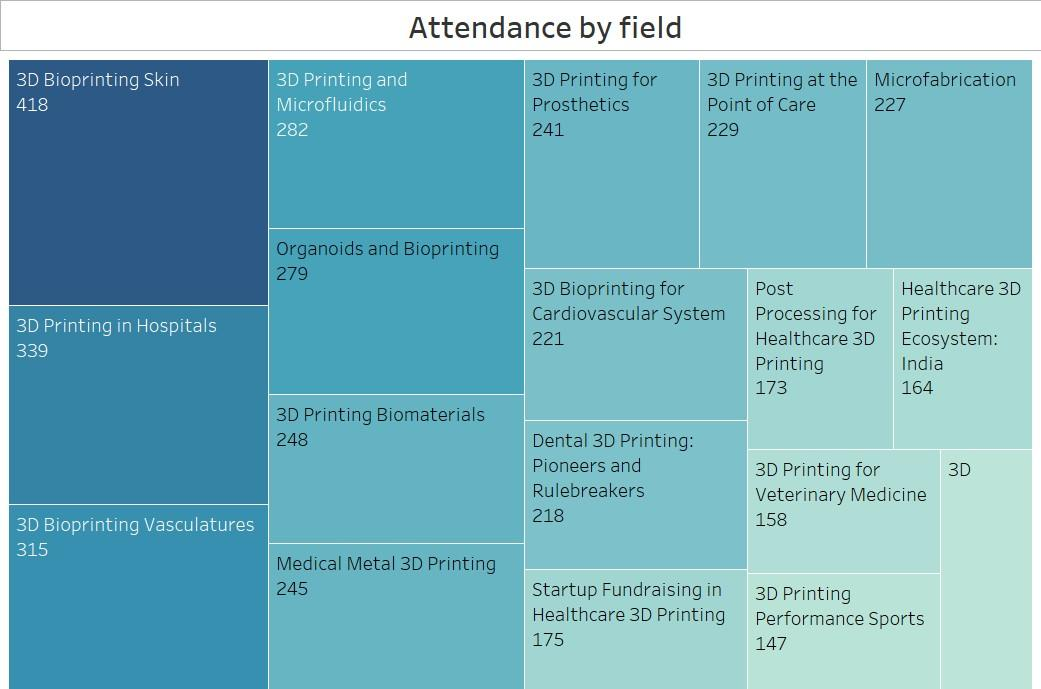 Attendance by field
3D Bioprinting Skin
418
3D Printing in Hospitals
339
3D Bioprinting Vasculatures
315
3D Printing and
Microfluidics
282
Organoids and Bioprinting
279
3D Printing Biomaterials
248
Medical Metal 3D Printing
245
3D Printing for
Prosthetics
241
3D Printing at the
Point of Care
229
Microfabrication
227
3D Bioprinting for
Cardiovascular System
221
Dental 3D Printing:
Pioneers and
Rulebreakers
218
Startup Fundraising in
Healthcare 3D Printing
175
Post
Processing for
Healthcare 3D
Printing
173
Healthcare 3D
Printing
Ecosystem:
India
164
3D Printing for
Veterinary Medicine
158
3D Printing
Performance Sports
147
3D